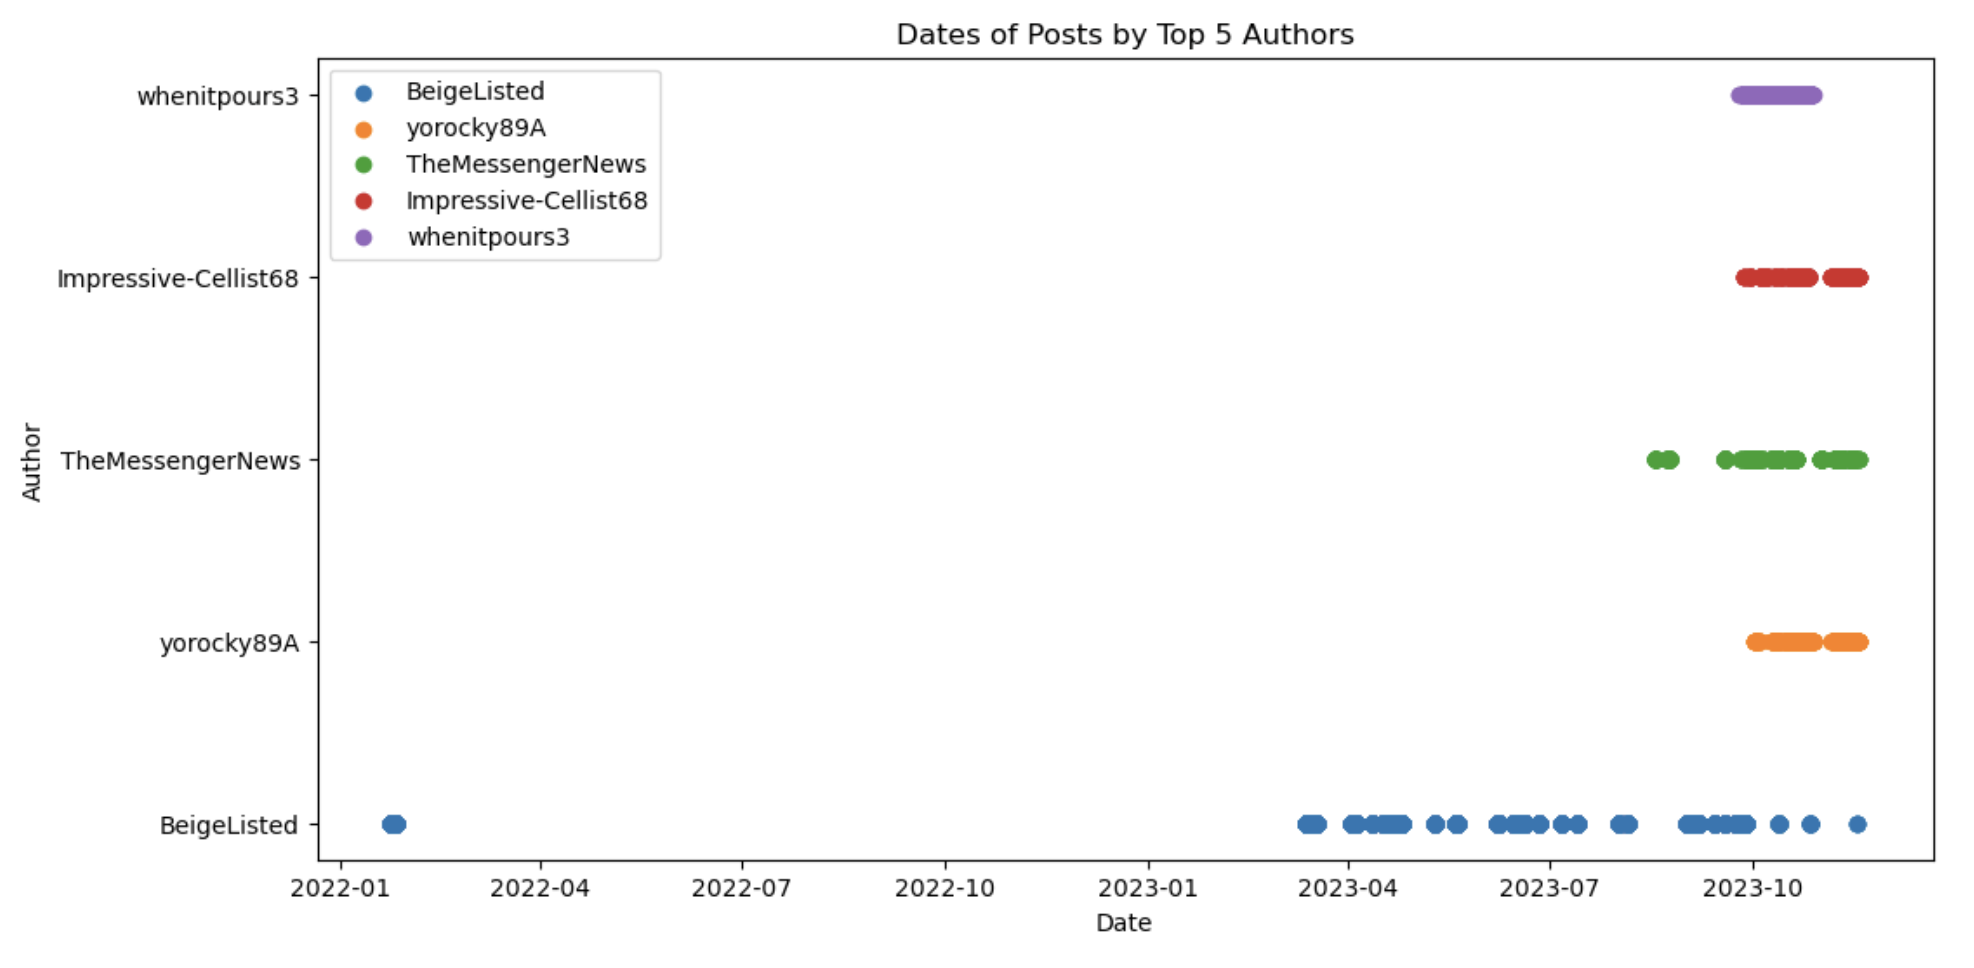 Dates of Posts by Top 5 Authors
BeigeListed
yorocky89A
TheMessengerNews
Impressive-Cellist68
whenitpours3
whenitpours3
Impressive-Cellist68
TheMessengerNews
yorocky89A
BeigeListed
Author
2022-01 2022-04 2022-07 2022-10 2023-01 2023-04 2023-07 2023-10
Date